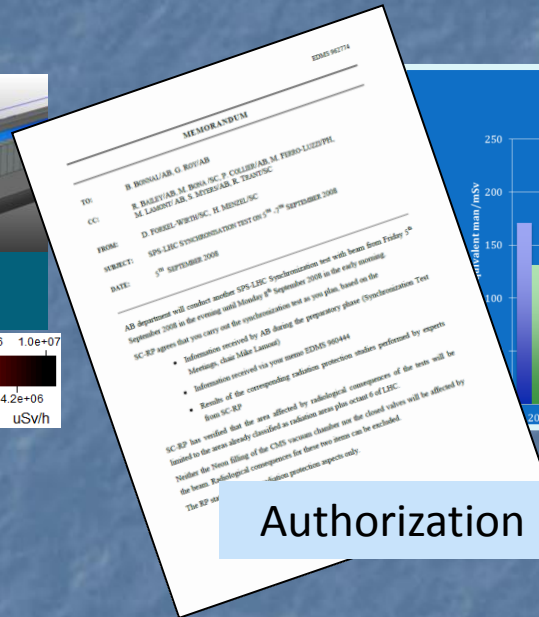 EDMS 962774
MEMORANDUM
TO: B. BONNAL/AB, G. ROY/AB
CC: R. BAILEY/AB, M. BONA /SC, P. COLLIER/AB, M. FERRO-LUZZI/PH,
M. LAMONT/ AB, S. MYERS/AB, R. TRANT/SC
FROM: D. FORKEL-WIRTH/SC, H. MENZEL/SC
SUBJECT: SPS-LHC SYNCHRONISATION TEST ON 5TH -7TH SEPTEMBER 2008
DATE: 5TH SEPTEMBER 2008
AB department will conduct another SPS-LHC Synchronization test with beam from Friday 5th
September 2008 in the evening until Monday 8th September 2008 in the early morning.
SC-RP agrees that you carry out the synchronization test as you plan, based on the
• Information received by AB during the preparatory phase (Synchronization Test
Meetings, chair Mike Lamont)
• Information received via your memo EDMS 960444
• Results of the corresponding radiation protection studies performed by experts
from SC-RP
SC-RP has verified that the area affected by radiological consequences of the tests will be
limited to the areas already classified as radiation areas plus octant 6 of LHC.
Neither the Neon filling of the CMS vacuum chamber nor the closed valves will be affected by
the beam. Radiological consequences for these two items can be excluded.
The RP
aspects only.
Authorization
1.0e+07
4.2e+06
uSv/h
250
200
150
100
man/mSv
20